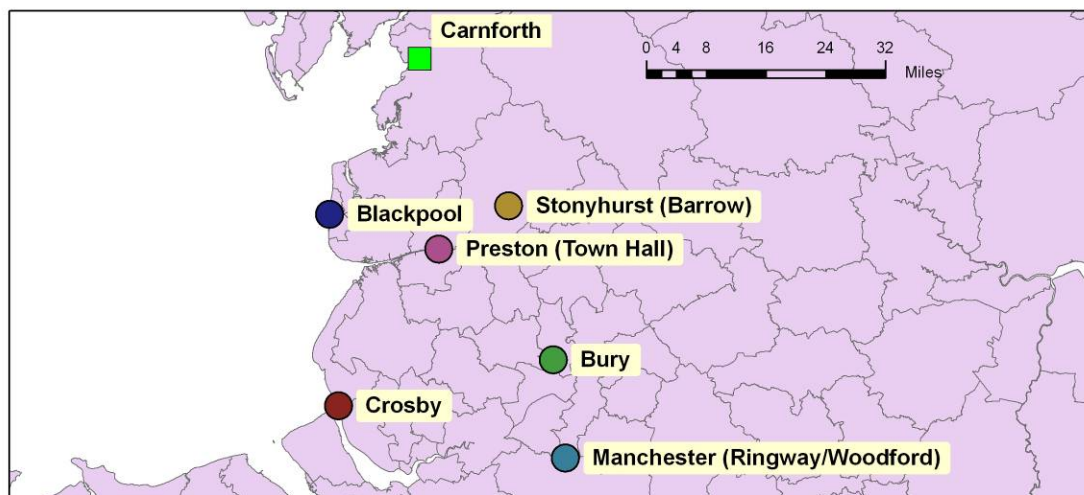 Carnforth
0 4 8 16 24 32
Miles
Stonyhurst (Barrow)
Blackpool
Preston (Town Hall)
Bury
Crosby
Manchester (Ringway/Woodford)